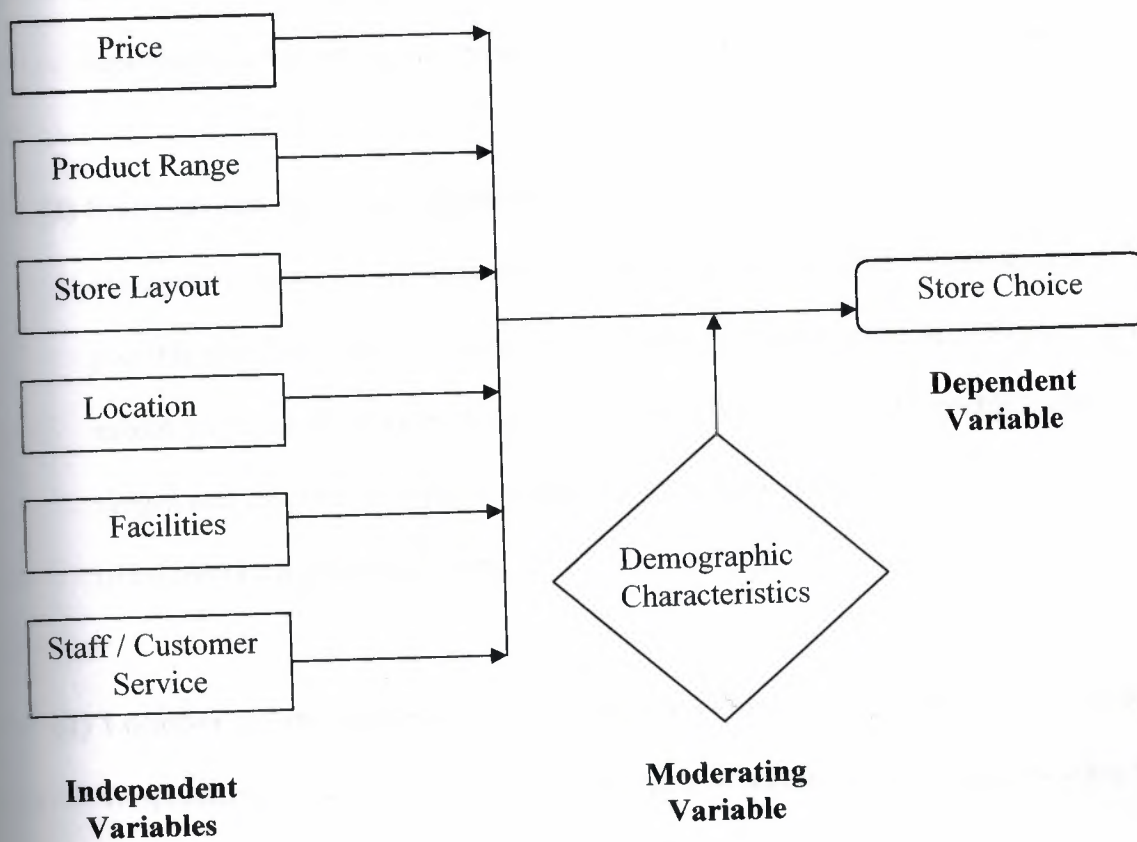 Price
Product Range
Store Layout
Location
Facilities
Staff / Customer
Service
Independent
Variables
Demographic
Characteristics
Moderating
Variable
Store Choice
Dependent
Variable